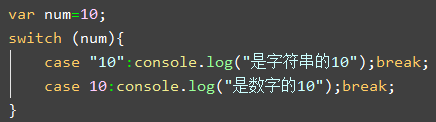 var num=10;
switch (num){
case "10":console.log("是字符串的10");break;
case 10:console.log("是数字的10");break;
}